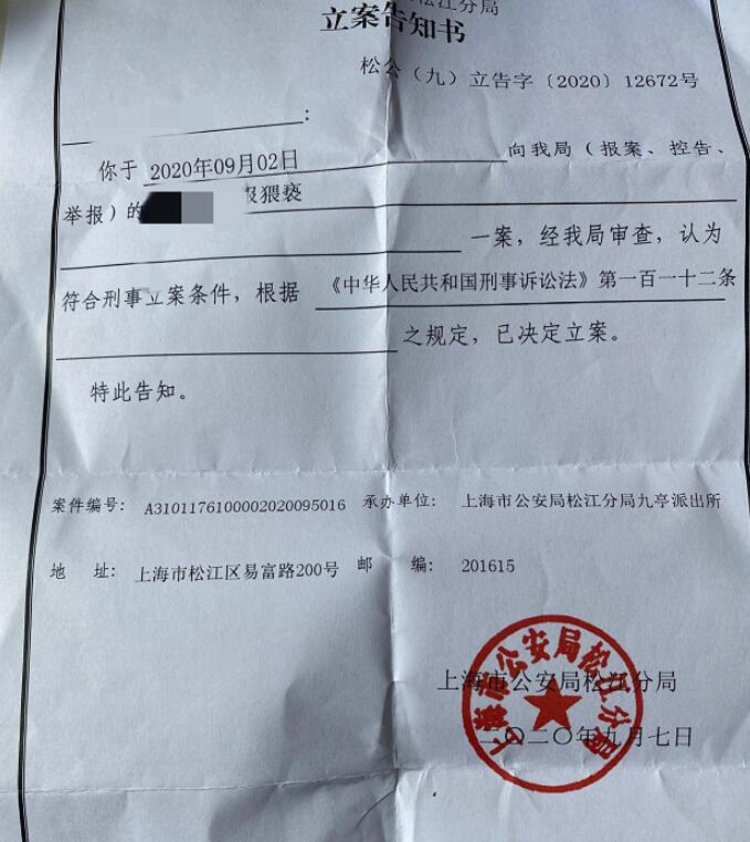 松江分局
立案告知书
松公（九）立告字〔2020〕12672号
：
你于 2020年09月02日 向我局（报案、控告、
举报）的 猥亵
一案，经我局审查，认为
符合刑事立案条件，根据 《中华人民共和国刑事诉讼法》第一百一十二条
之规定，已决定立案。
特此告知。
案件编号： A3101176100002020095016 承办单位： 上海市公安局松江分局九亭派出所
地 址： 上海市松江区易富路200号 邮 编： 201615
上海市公安局松江分局
上海市公安局松江分局
二〇二〇年九月七日